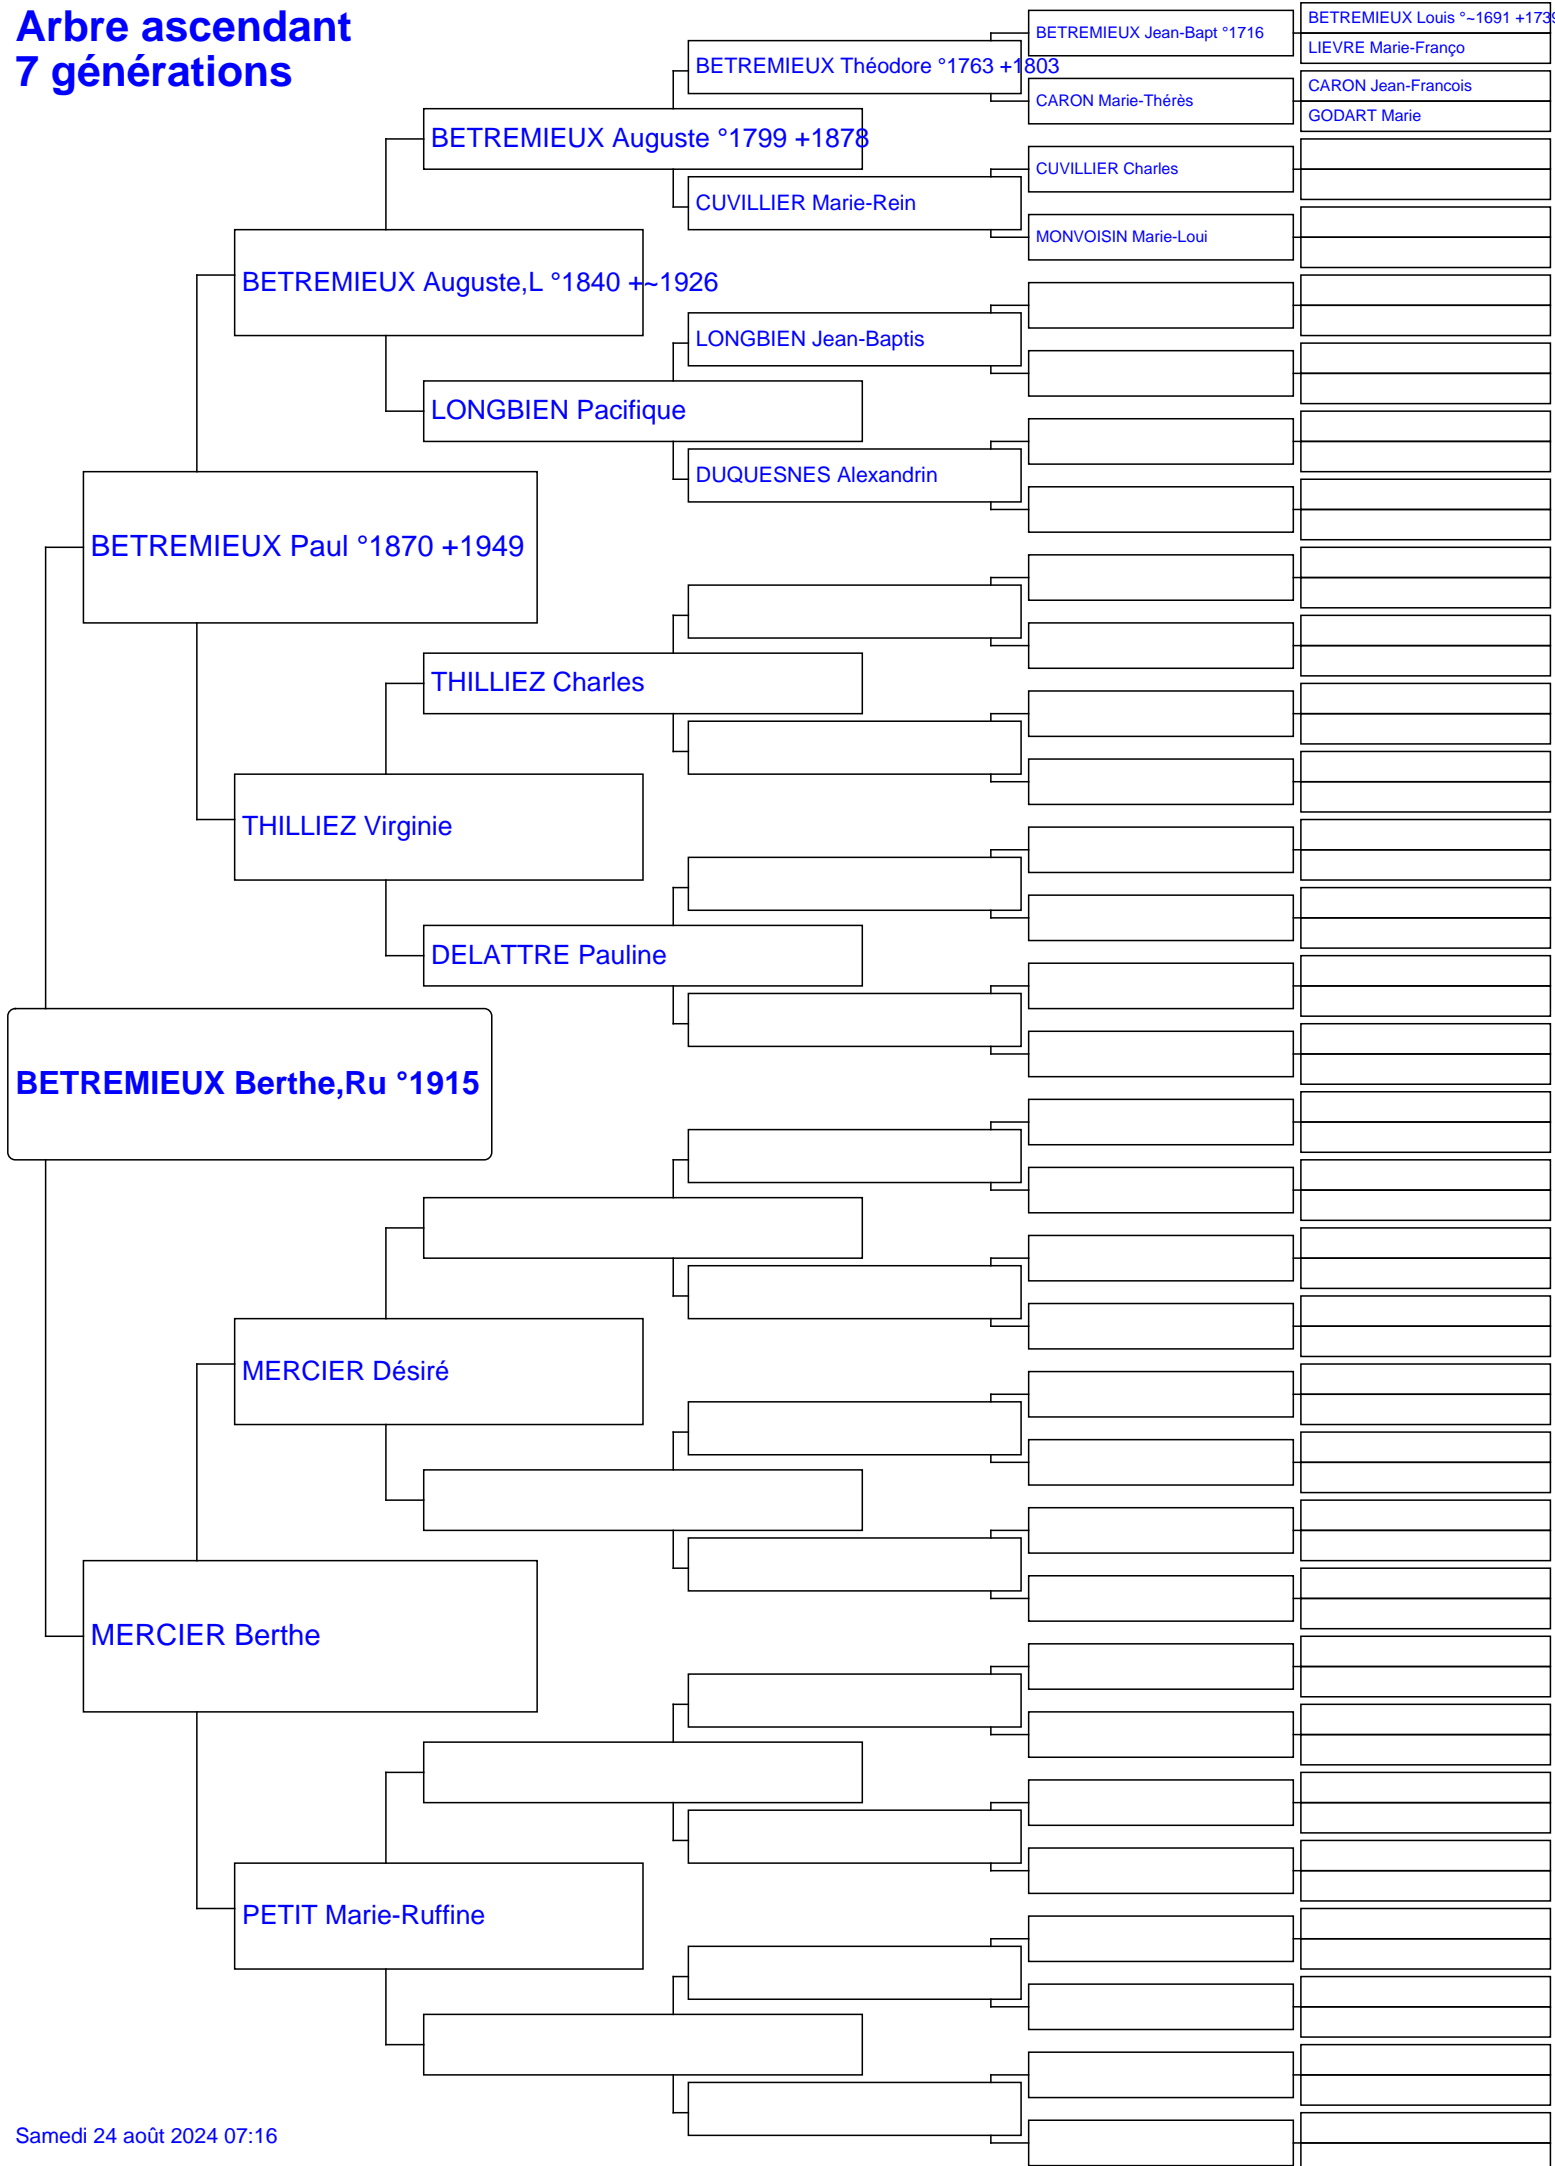 Arbre ascendant
7 générations
BETREMIEUX Louis °~1691 +1739
BETREMIEUX Jean-Bapt °1716
LIEVRE Marie-Franço
BETREMIEUX Théodore °1763 +1803
CARON Jean-Francois
CARON Marie-Thérès
GODART Marie
BETREMIEUX Auguste °1799 +1878
CUVILLIER Charles
CUVILLIER Marie-Rein
MONVOISIN Marie-Loui
BETREMIEUX Auguste,L °1840 +~1926
LONGBIEN Jean-Baptis
LONGBIEN Pacifique
DUQUESNES Alexandrin
BETREMIEUX Paul °1870 +1949
THILLIEZ Charles
THILLIEZ Virginie
DELATTRE Pauline
BETREMIEUX Berthe,Ru °1915
MERCIER Désiré
MERCIER Berthe
PETIT Marie-Ruffine
Samedi 24 août 2024 07:16